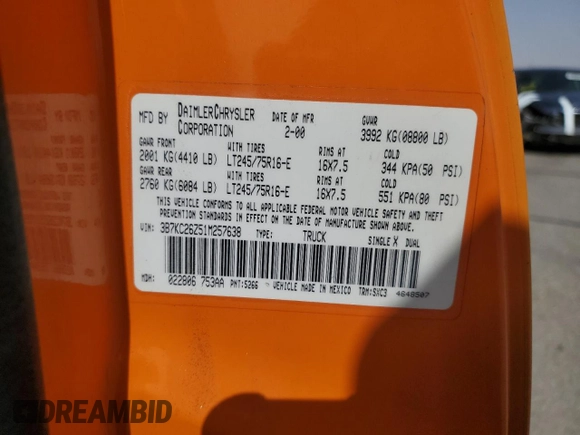 MFD BY DAIMLERCHRYSLER CORPORATION
DATE OF MFR 2-00
GVWR 3992 KG(08800 LB)
GAWR FRONT WITH TIRES RIMS AT COLD
2001 KG(4410 LB) LT245/75R16-E 16X7.5 344 KPA(50 PSI)
GAWR REAR WITH TIRES RIMS AT COLD
2760 KG(6084 LB) LT245/75R16-E 16X7.5 551 KPA(80 PSI)
THIS VEHICLE CONFORMS TO ALL APPLICABLE FEDERAL MOTOR VEHICLE SAFETY AND
THEFT PREVENTION STANDARDS IN EFFECT ON THE DATE OF MANUFACTURE SHOWN ABOVE.
VIN: 3B7KC26Z51M257638 TYPE: TRUCK SINGLE X DUAL
MDH: 022806 753AA PNT:5266 VEHICLE MADE IN MEXICO TRM:SXC3 4648507
DREAMBID